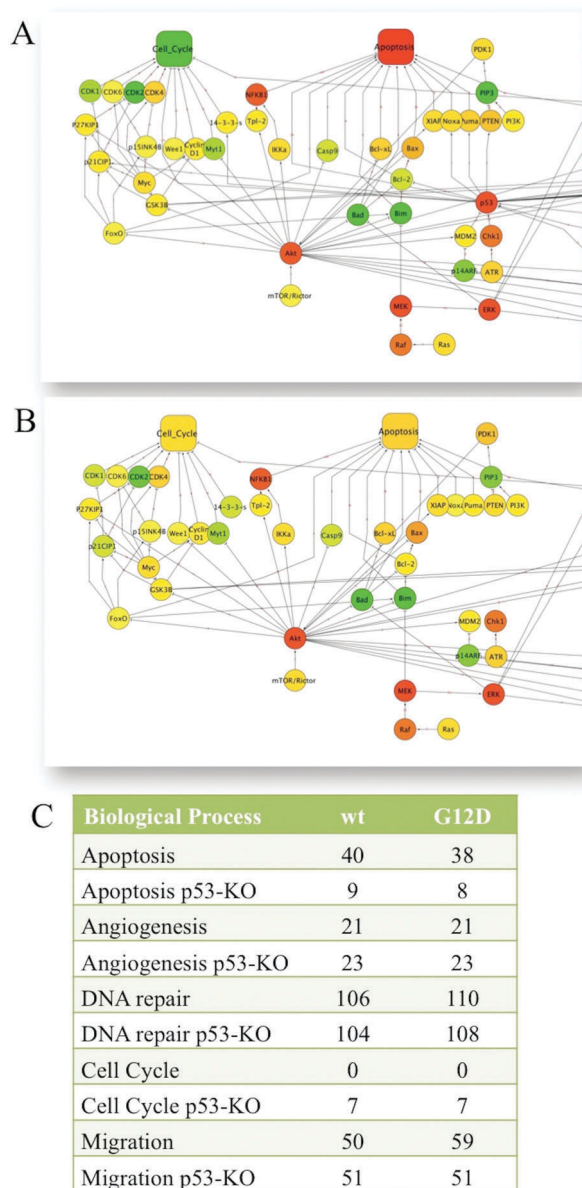 A
Cell_Cycle
Apoptosis
PDK1
CDK1 CDK6 CDK2 CDK4
NFKB1
PIP3
P27KIP1
14-3-3-s
Tpl-2
XIAP Noxa Puma PTEN PI3K
p21CIP1
p15INK4B
Wee1
Cyclin D1
Myt1
IKKa
Casp9
Bcl-xL
Bax
Myc
Bcl-2
GSK3B
p53
FoxO
Bad
Bim
MDM2
Chk1
Akt
p14ARF
ATR
mTOR/Rictor
MEK
ERK
Raf
Ras
B
Cell_Cycle
Apoptosis
PDK1
CDK1 CDK6 CDK2 CDK4
NFKB1
PIP3
P27KIP1
14-3-3-s
Tpl-2
XIAP Noxa Puma PTEN PI3K
p21CIP1
p15INK4B
Wee1
Cyclin D1
Myt1
IKKa
Casp9
Bcl-xL
Bax
Myc
Bcl-2
GSK3B
FoxO
Bad
Bim
MDM2
Chk1
Akt
p14ARF
ATR
mTOR/Rictor
MEK
ERK
Raf
Ras
C
Biological Process wt G12D
Apoptosis 40 38
Apoptosis p53-KO 9 8
Angiogenesis 21 21
Angiogenesis p53-KO 23 23
DNA repair 106 110
DNA repair p53-KO 104 108
Cell Cycle 0 0
Cell Cycle p53-KO 7 7
Migration 50 59
Migration p53-KO 51 51